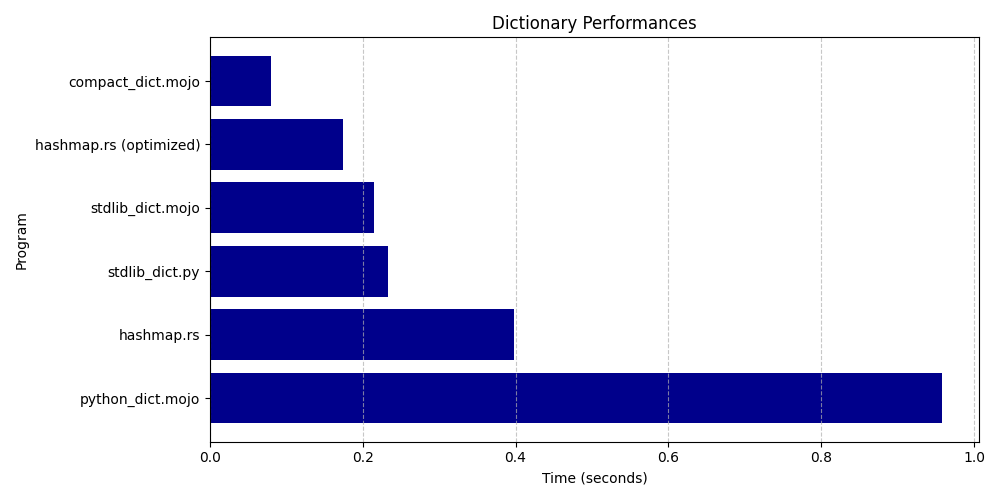 Dictionary Performances
Program
compact_dict.mojo
hashmap.rs (optimized)
stdlib_dict.mojo
stdlib_dict.py
hashmap.rs
python_dict.mojo
0.0 0.2 0.4 0.6 0.8 1.0
Time (seconds)